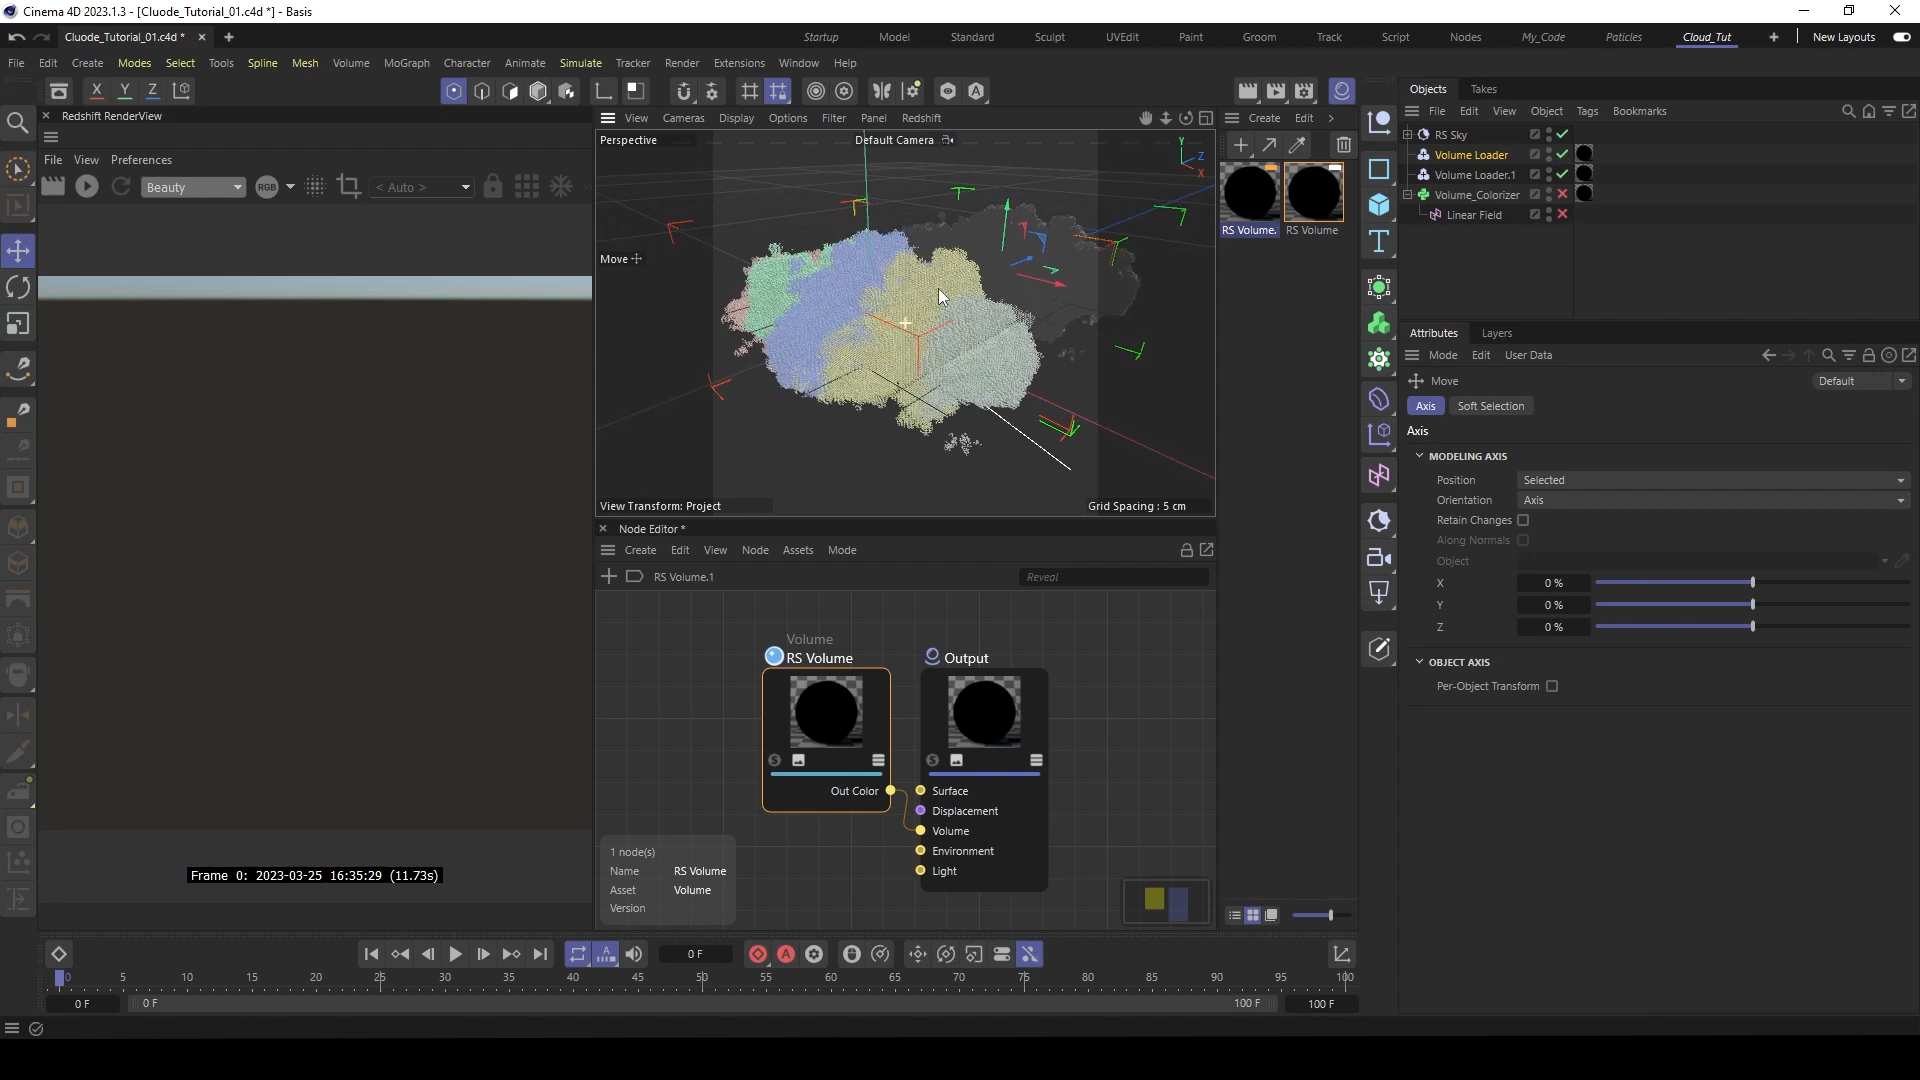 Cinema 4D 2023.1.3 - [Cluode_Tutorial_01.c4d *] - Basis
Cluode_Tutorial_01.c4d *
Startup Model Standard Sculpt UVEdit Paint Groom Track Script Nodes My_Code Paticles Cloud_Tut New Layouts
File Edit Create Modes Select Tools Spline Mesh Volume MoGraph Character Animate Simulate Tracker Render Extensions Window Help
X Y Z
Objects Takes
Redshift RenderView
View Cameras Display Options Filter Panel Redshift
Create Edit
File Edit View Object Tags Bookmarks
Perspective
Default Camera
Y
Z
X
RS Sky
File View Preferences
Volume Loader
Volume Loader.1
Beauty
RGB
< Auto >
Volume_Colorizer
Linear Field
RS Volume.
RS Volume
Move
Attributes Layers
Mode Edit User Data
Move
Default
Axis Soft Selection
Axis
MODELING AXIS
Position Selected
Orientation Axis
Retain Changes
Along Normals
Object
X 0 %
Y 0 %
Z 0 %
OBJECT AXIS
Per-Object Transform
View Transform: Project
Grid Spacing : 5 cm
Node Editor *
Create Edit View Node Assets Mode
RS Volume.1
Reveal
Volume
RS Volume
Output
S
S
Out Color
Surface
Displacement
Volume
Environment
Light
1 node(s)
Name RS Volume
Asset Volume
Version
Frame 0: 2023-03-25 16:35:29 (11.73s)
0 F
0 5 10 15 20 25 30 35 40 45 50 55 60 65 70 75 80 85 90 95 100
0 F
0 F
100 F
100 F